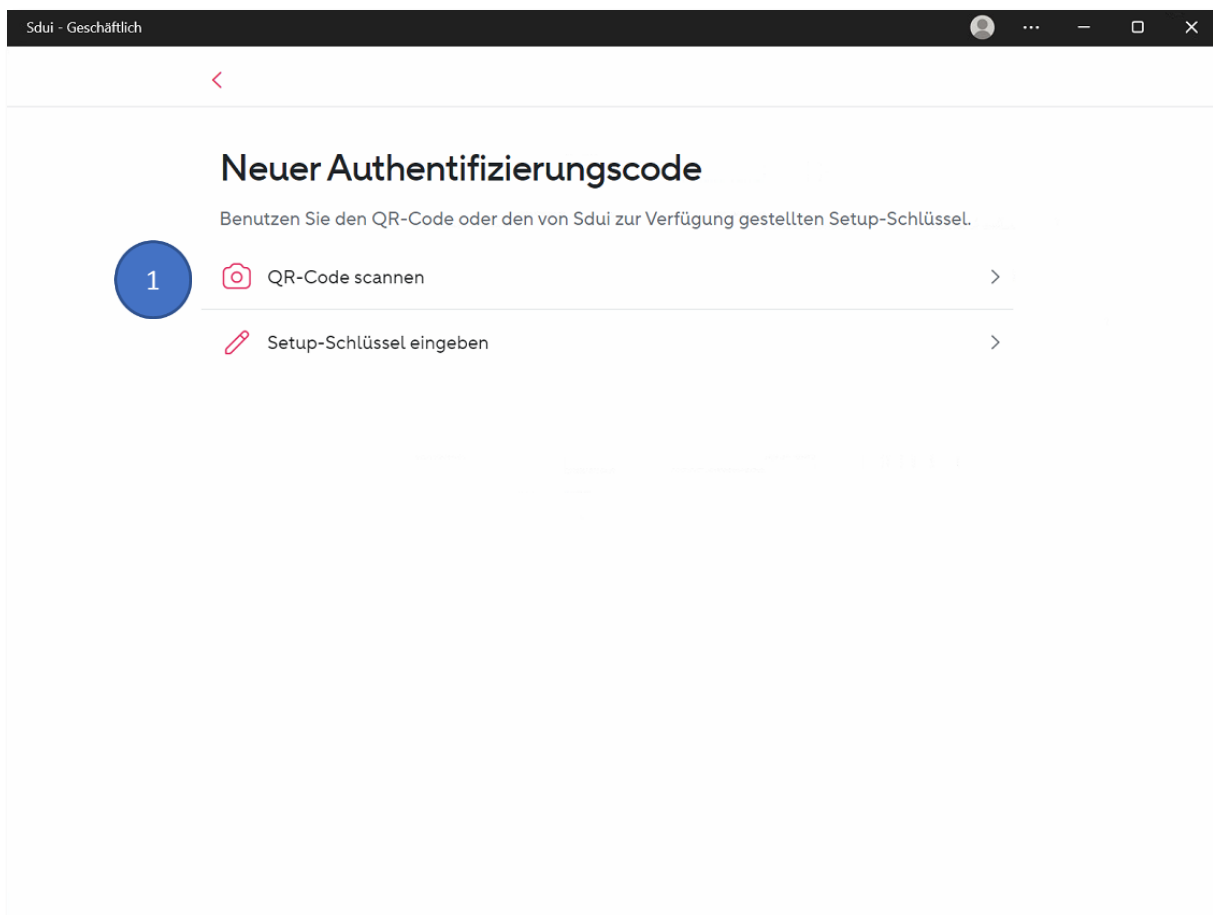 Sdui - Geschäftlich
Neuer Authentifizierungscode
Benutzen Sie den QR-Code oder den von Sdui zur Verfügung gestellten Setup-Schlüssel.
1
QR-Code scannen
Setup-Schlüssel eingeben